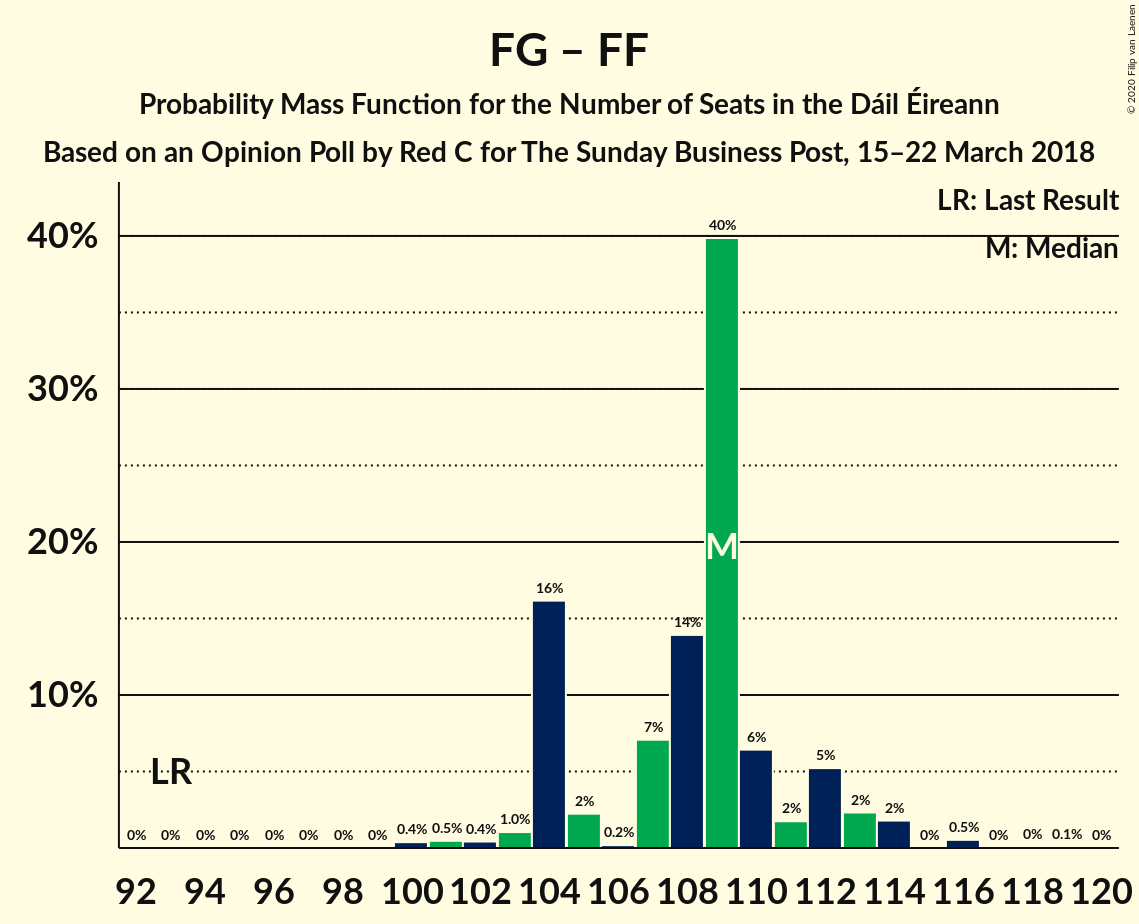 FG – FF
Probability Mass Function for the Number of Seats in the Dáil Éireann
Based on an Opinion Poll by Red C for The Sunday Business Post, 15–22 March 2018
© 2020 Filip van Laenen
LR: Last Result
M: Median
40%
30%
20%
10%
LR
M
0% 0% 0% 0% 0% 0% 0% 0% 0.4% 0.5% 0.4% 1.0% 16% 2% 0.2% 7% 14% 40% 6% 2% 5% 2% 2% 0% 0.5% 0% 0% 0.1% 0%
92 94 96 98 100 102 104 106 108 110 112 114 116 118 120